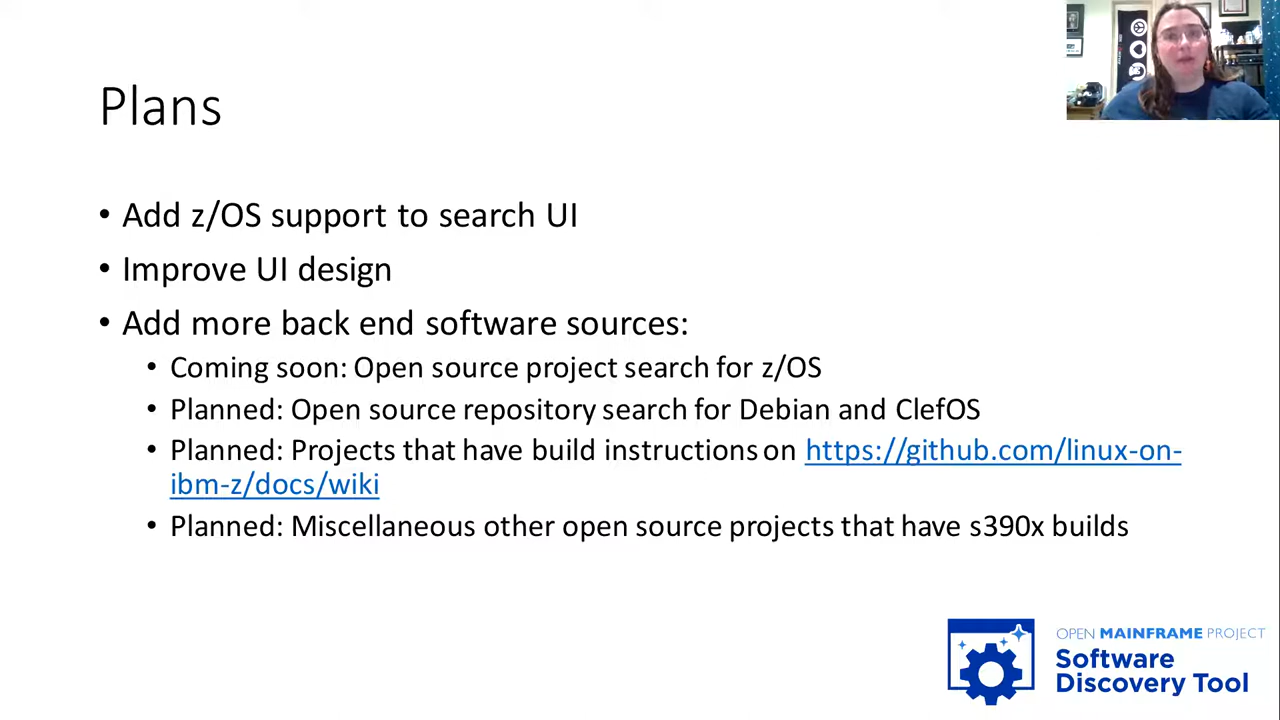 Plans
• Add z/OS support to search UI
• Improve UI design
• Add more back end software sources:
• Coming soon: Open source project search for z/OS
• Planned: Open source repository search for Debian and ClefOS
• Planned: Projects that have build instructions on https://github.com/linux-on-
ibm-z/docs/wiki
• Planned: Miscellaneous other open source projects that have s390x builds
OPEN MAINFRAME PROJECT
Software
Discovery Tool